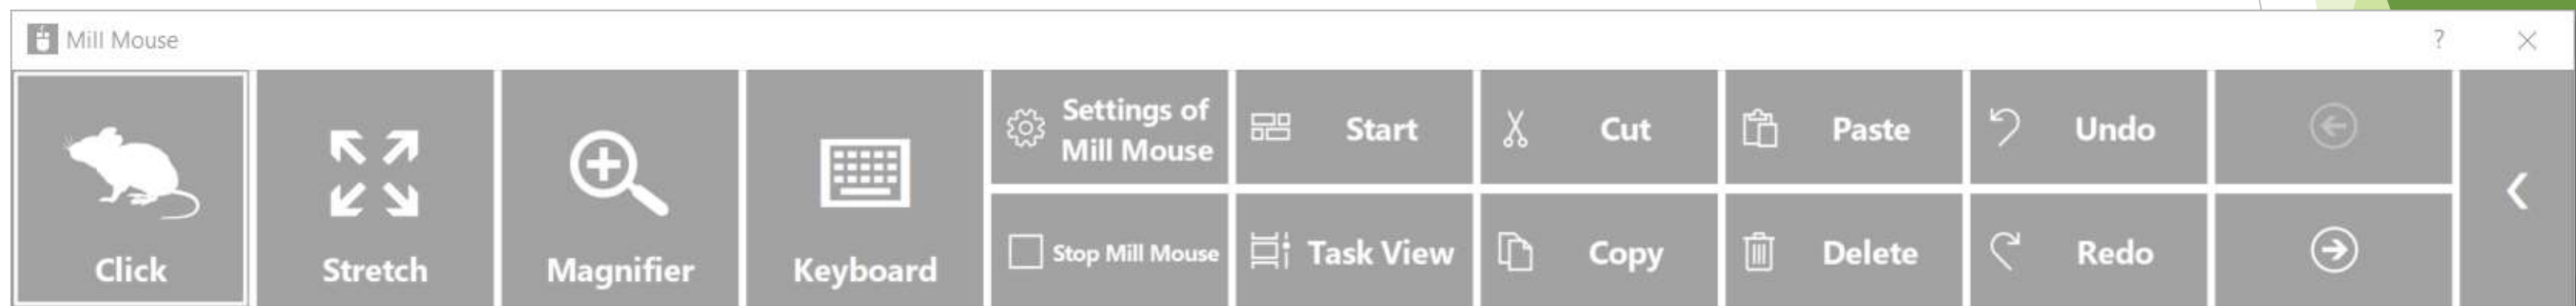 Mill Mouse
?
Click
Stretch
Magnifier
Keyboard
Settings of
Mill Mouse
Stop Mill Mouse
Start
Task View
Cut
Copy
Paste
Delete
Undo
Redo